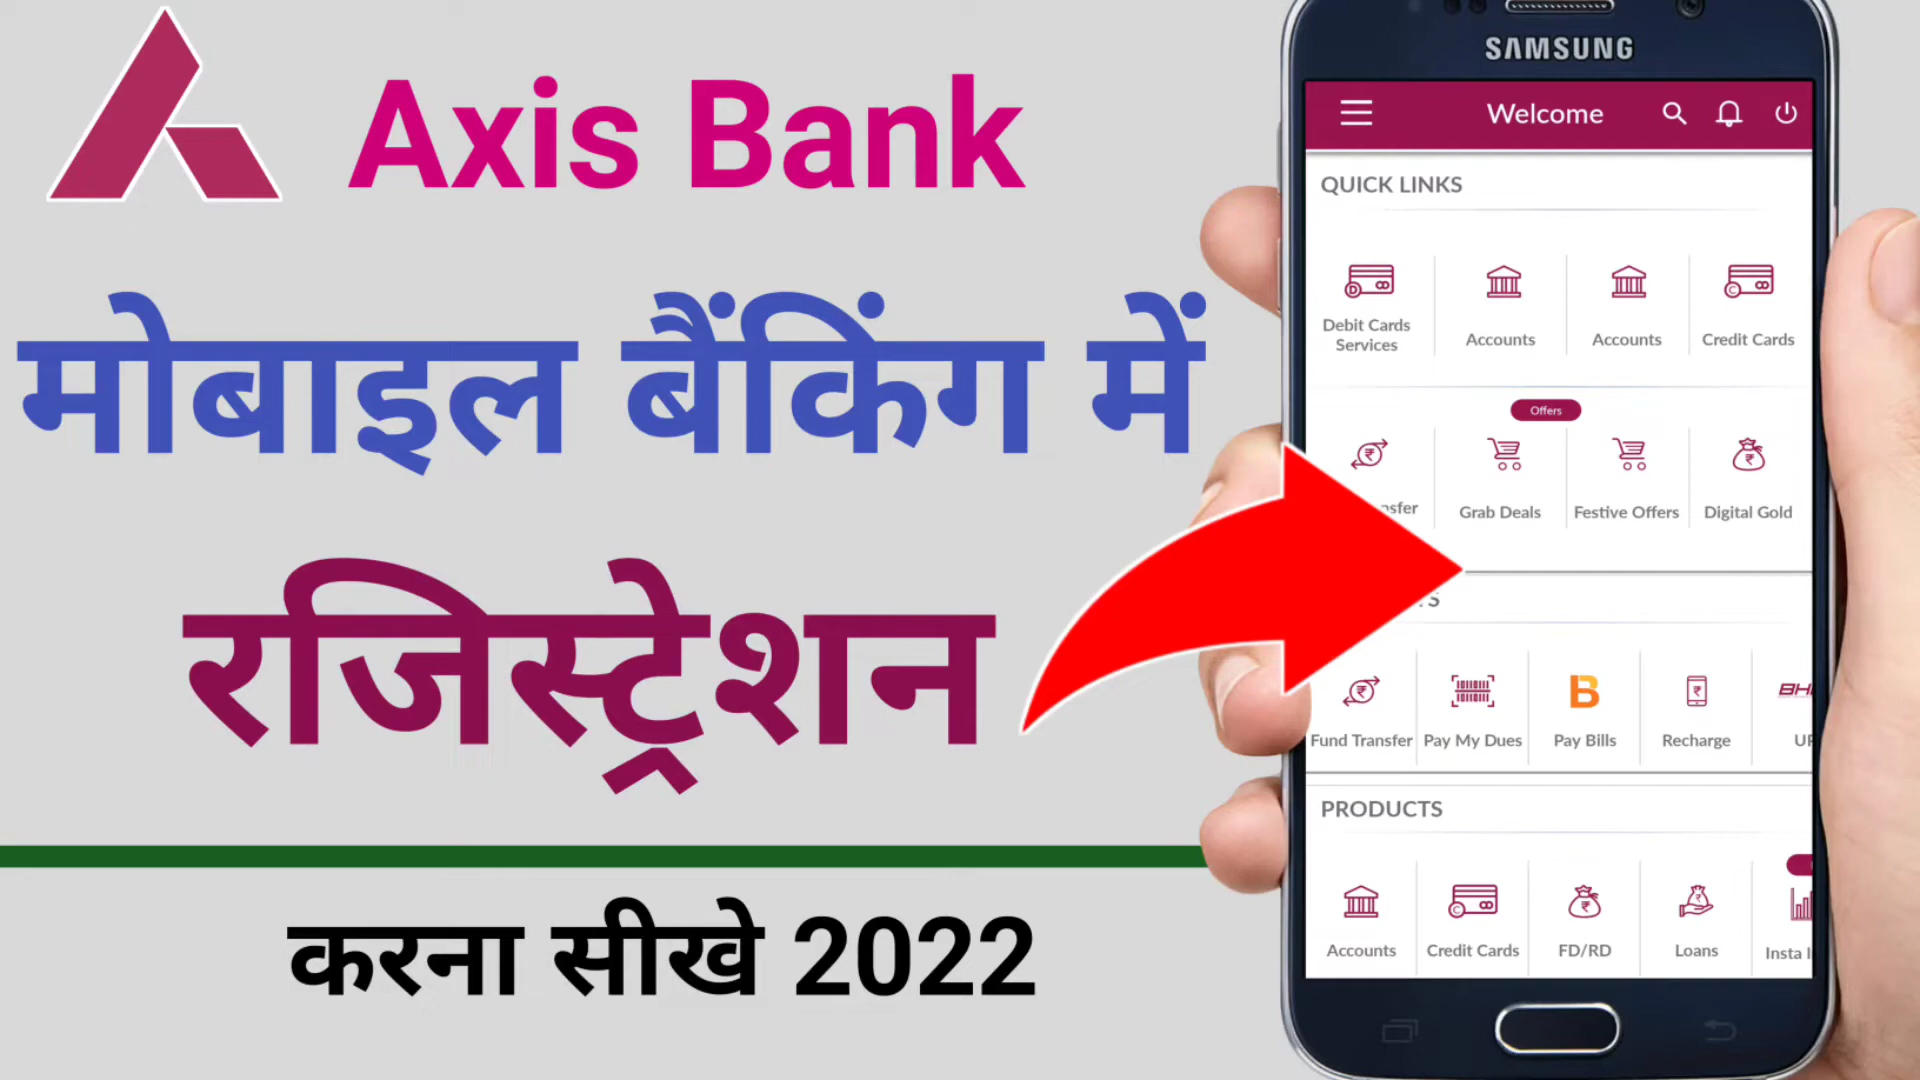 Axis Bank
मोबाइल बैंकिंग में
रजिस्ट्रेशन
करना सीखे 2022
SAMSUNG
Welcome
QUICK LINKS
Debit Cards Services
Accounts
Accounts
Credit Cards
Offers
Grab Deals
Festive Offers
Digital Gold
Fund Transfer
Pay My Dues
Pay Bills
Recharge
PRODUCTS
Accounts
Credit Cards
FD/RD
Loans
Insta